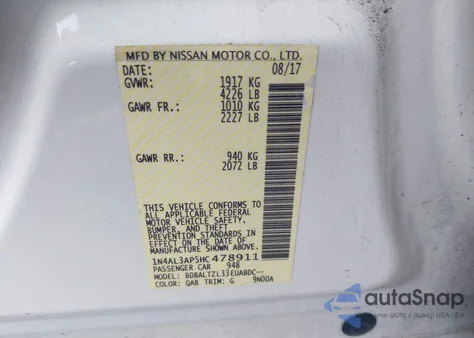 MFD BY NISSAN MOTOR CO., LTD.
DATE: 08/17
GVWR: 1917 KG
4226 LB
GAWR FR.: 1010 KG
2227 LB
GAWR RR.: 940 KG
2072 LB
THIS VEHICLE CONFORMS TO
ALL APPLICABLE FEDERAL
MOTOR VEHICLE SAFETY,
BUMPER, AND THEFT
PREVENTION STANDARDS
IN EFFECT ON THE DATE OF
MANUFACTURE SHOWN ABOVE.
1N4AL3AP5HC478911
PASSENGER CAR 948
MODEL: BDBALTZL33EUABDC--
COLOR: QAB TRIM: G 9N00A
autoSnap
auta z USA i EU